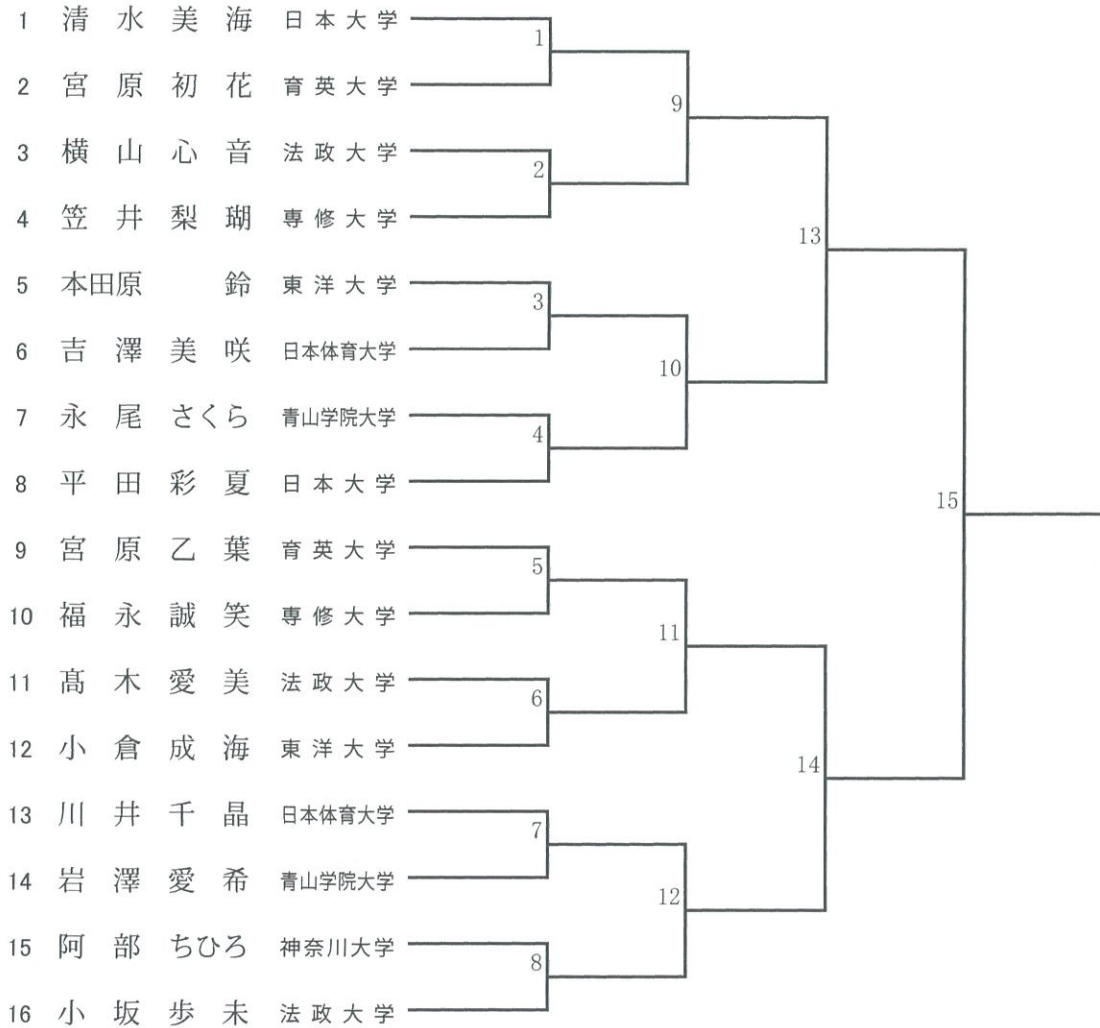 1 清水美海 日本大学
1
2 宮原初花 育英大学
9
3 横山心音 法政大学
2
4 笠井梨瑚 専修大学
13
5 本田原 鈴 東洋大学
3
6 吉澤美咲 日本体育大学
10
7 永尾さくら 青山学院大学
4
8 平田彩夏 日本大学
15
9 宮原乙葉 育英大学
5
10 福永誠笑 専修大学
11
11 髙木愛美 法政大学
6
12 小倉成海 東洋大学
14
13 川井千晶 日本体育大学
7
14 岩澤愛希 青山学院大学
12
15 阿部ちひろ 神奈川大学
8
16 小坂歩未 法政大学